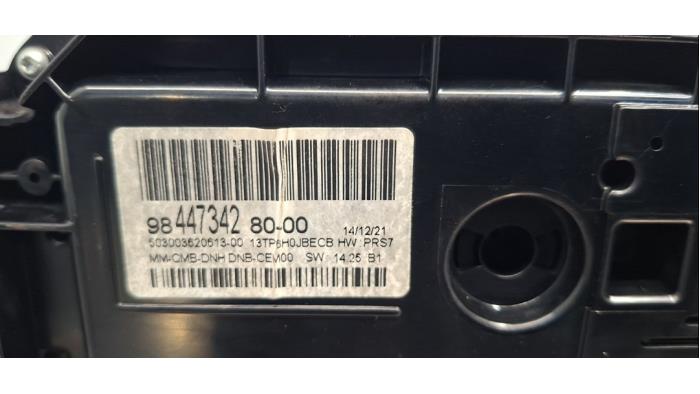 98 447342 80-00 14/12/21
503003620613-00 13TP6H0JBECB HW :PRS7
MM-CMB-DNH DNB-CEM00 SW: 14.25 B1